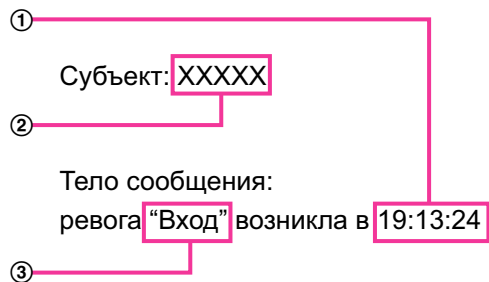 ①
Субъект: XXXXX
②
Тело сообщения:
ревога “Вход” возникла в 19:13:24
③